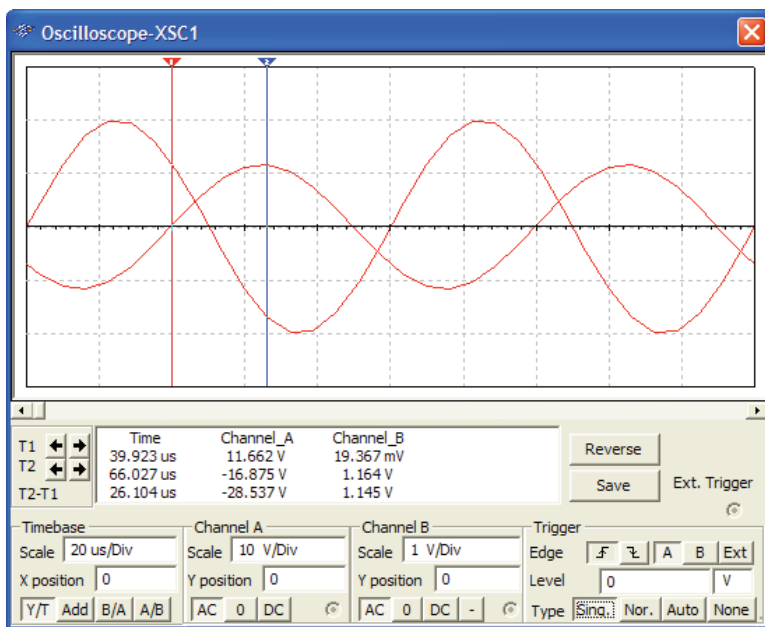 Oscilloscope-XSC1
1 2
T1
T2
T2-T1
Time Channel_A Channel_B
39.923 us 11.662 V 19.367 mV
66.027 us -16.875 V 1.164 V
26.104 us -28.537 V 1.145 V
Reverse
Save
Ext. Trigger
Timebase
Scale 20 us/Div
X position 0
Y/T Add B/A A/B
Channel A
Scale 10 V/Div
Y position 0
AC 0 DC
Channel B
Scale 1 V/Div
Y position 0
AC 0 DC -
Trigger
Edge A B Ext
Level 0 V
Type Sing. Nor. Auto None